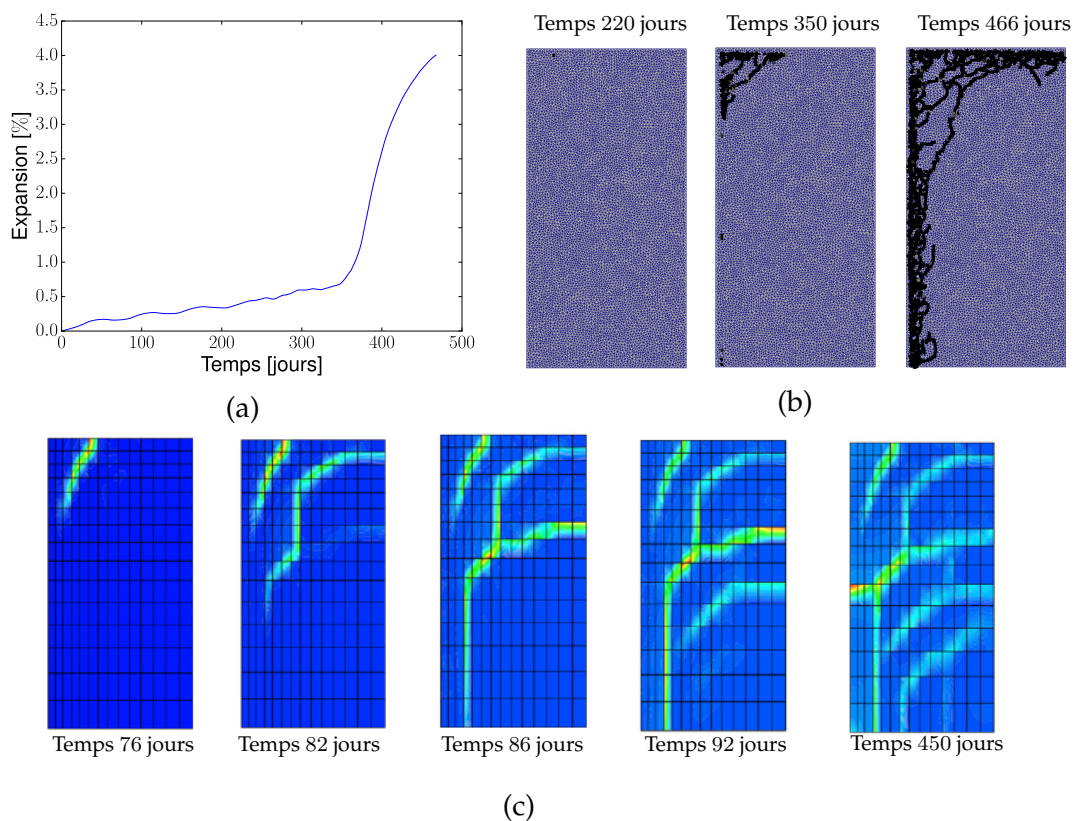 4.5
4.0
3.5
3.0
2.5
2.0
1.5
1.0
0.5
0.0
Expansion [%]
0 100 200 300 400 500
Temps [jours]
(a)
Temps 220 jours Temps 350 jours Temps 466 jours
(b)
Temps 76 jours Temps 82 jours Temps 86 jours Temps 92 jours Temps 450 jours
(c)